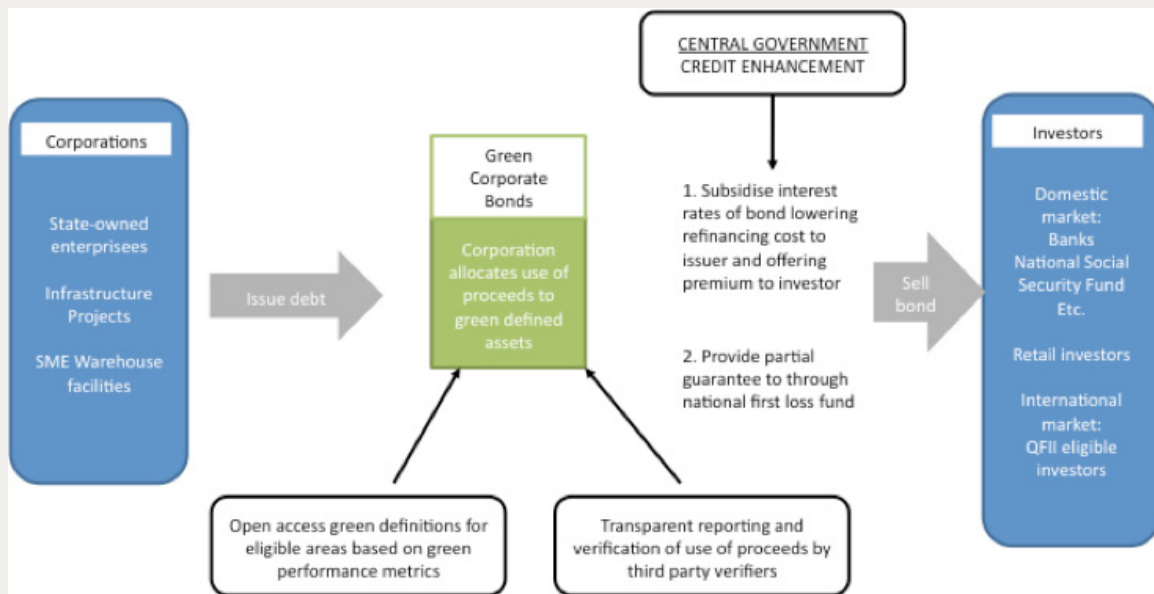 CENTRAL GOVERNMENT
CREDIT ENHANCEMENT
Corporations
State-owned
enterprisees
Infrastructure
Projects
SME Warehouse
facilities
Issue debt
Green
Corporate
Bonds
Corporation
allocates use of
proceeds to
green defined
assets
1. Subsidise interest
rates of bond lowering
refinancing cost to
issuer and offering
premium to investor
2. Provide partial
guarantee to through
national first loss fund
Sell
bond
Investors
Domestic
market:
Banks
National Social
Security Fund
Etc.
Retail investors
International
market:
QFII eligible
investors
Open access green definitions for
eligible areas based on green
performance metrics
Transparent reporting and
verification of use of proceeds by
third party verifiers